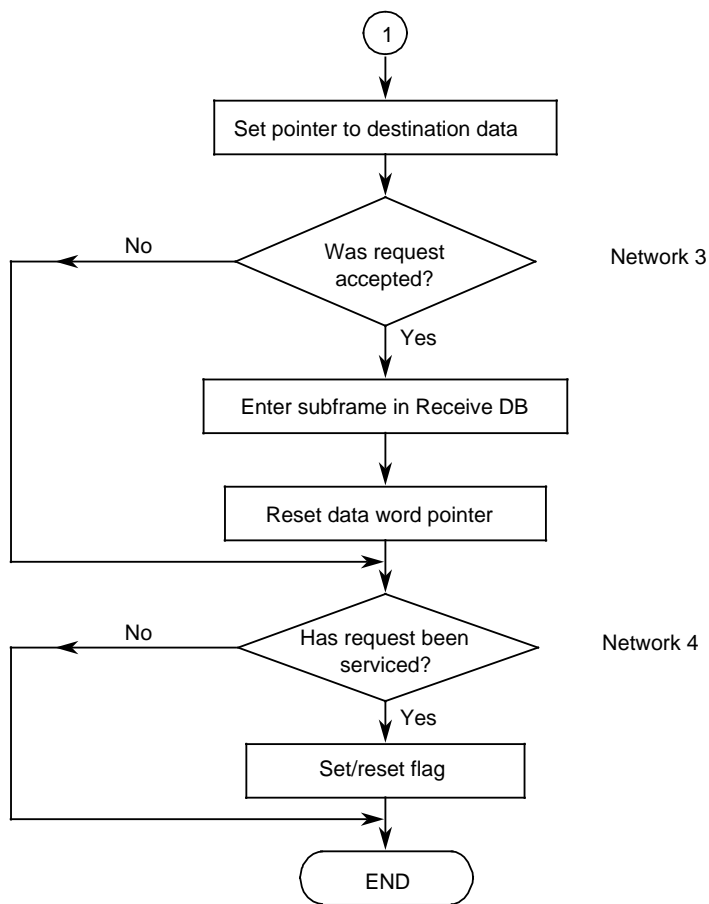 1
Set pointer to destination data
No
Was request
accepted?
Network 3
Yes
Enter subframe in Receive DB
Reset data word pointer
No
Has request been
serviced?
Network 4
Yes
Set/reset flag
END